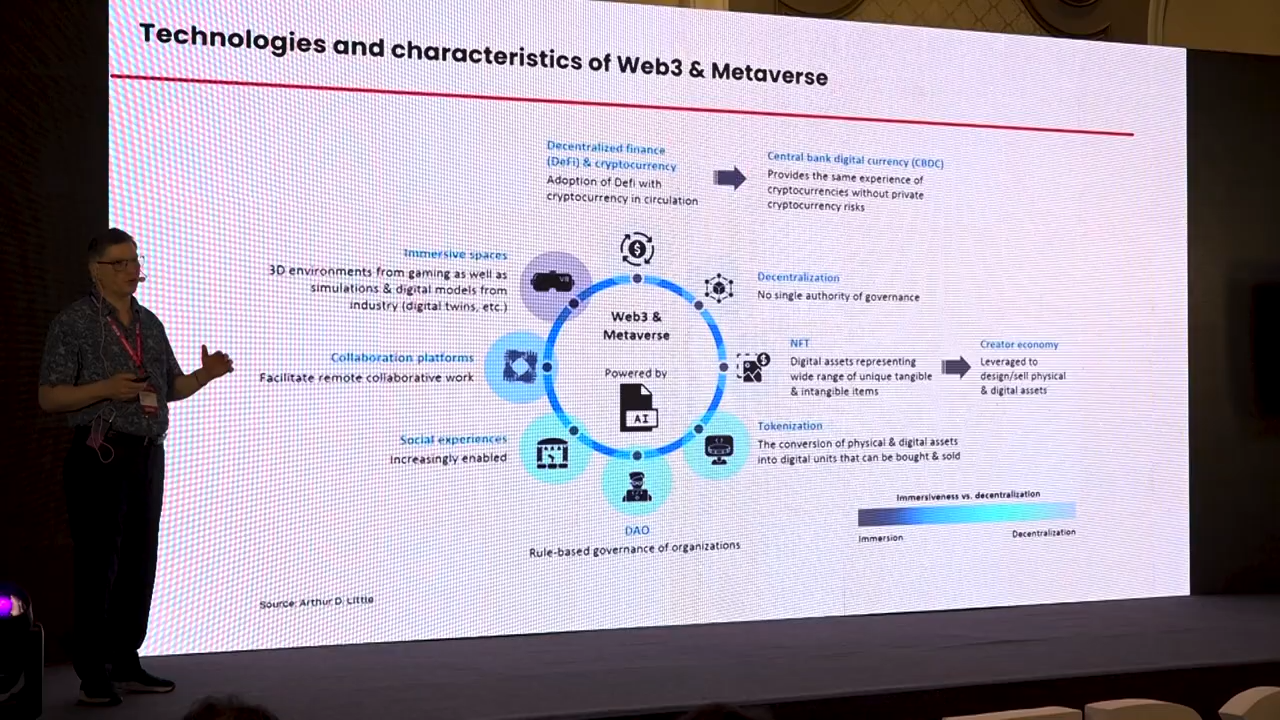 Technologies and characteristics of Web3 & Metaverse
Decentralized finance
(DeFi) & cryptocurrency
Adoption of Defi with
cryptocurrency in circulation
Central bank digital currency (CBDC)
Provides the same experience of
cryptocurrencies without private
cryptocurrency risks
Immersive spaces
3D environments from gaming as well as
simulations & digital models from
industry (digital twins, etc.)
Decentralization
No single authority of governance
Web3 &
Metaverse
Powered by
AI
NFT
Digital assets representing
wide range of unique tangible
& intangible items
Creator economy
Leveraged to
design/sell physical
& digital assets
Collaboration platforms
Facilitate remote collaborative work
Social experiences
Increasingly enabled
Tokenization
The conversion of physical & digital assets
into digital units that can be bought & sold
DAO
Rule-based governance of organizations
Immersiveness vs. decentralization
Immersion
Decentralization
Source: Arthur D. Little